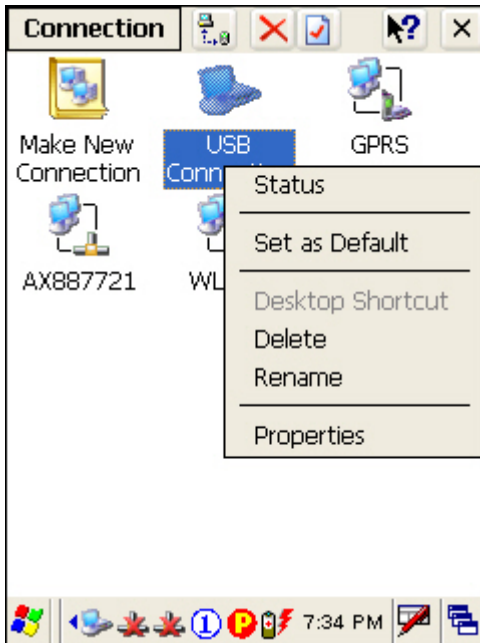 Connection
?
Make New
Connection
USB
Conn
GPRS
AX887721
WL
Status
Set as Default
Desktop Shortcut
Delete
Rename
Properties
1
P
7:34 PM